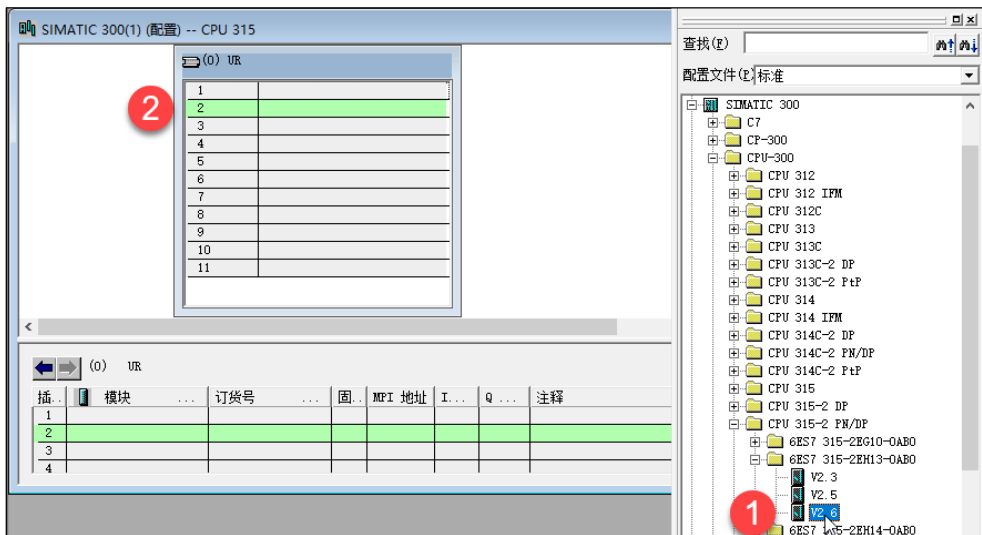 SIMATIC 300(1) (配置) -- CPU 315
(0) UR
1
2
3
4
5
6
7
8
9
10
11
2
(0) UR
插.. 模块 ... 订货号 ... 固.. MPI 地址 I... Q ... 注释
1
2
3
4
查找(F)
配置文件(P) 标准
SIMATIC 300
C7
CP-300
CPU-300
CPU 312
CPU 312 IFM
CPU 312C
CPU 313
CPU 313C
CPU 313C-2 DP
CPU 313C-2 PtP
CPU 314
CPU 314 IFM
CPU 314C-2 DP
CPU 314C-2 PN/DP
CPU 314C-2 PtP
CPU 315
CPU 315-2 DP
CPU 315-2 PN/DP
6ES7 315-2EG10-0AB0
6ES7 315-2EH13-0AB0
V2.3
V2.5
V2.6
1
6ES7 315-2EH14-0AB0